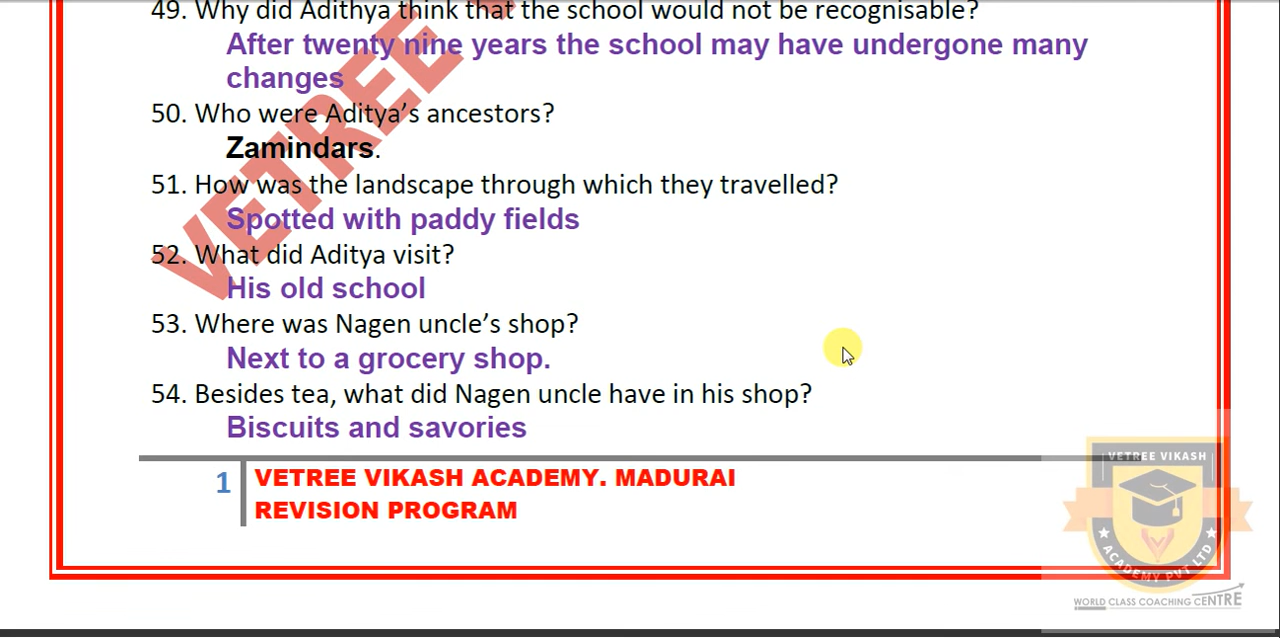 49. Why did Adithya think that the school would not be recognisable?
After twenty nine years the school may have undergone many
changes
50. Who were Aditya's ancestors?
Zamindars.
51. How was the landscape through which they travelled?
Spotted with paddy fields
52. What did Aditya visit?
His old school
53. Where was Nagen uncle's shop?
Next to a grocery shop.
54. Besides tea, what did Nagen uncle have in his shop?
Biscuits and savories
VETREE
1
VETREE VIKASH ACADEMY. MADURAI
REVISION PROGRAM
VETREE VIKASH
ACADEMY PVT LTD
WORLD CLASS COACHING CENTRE